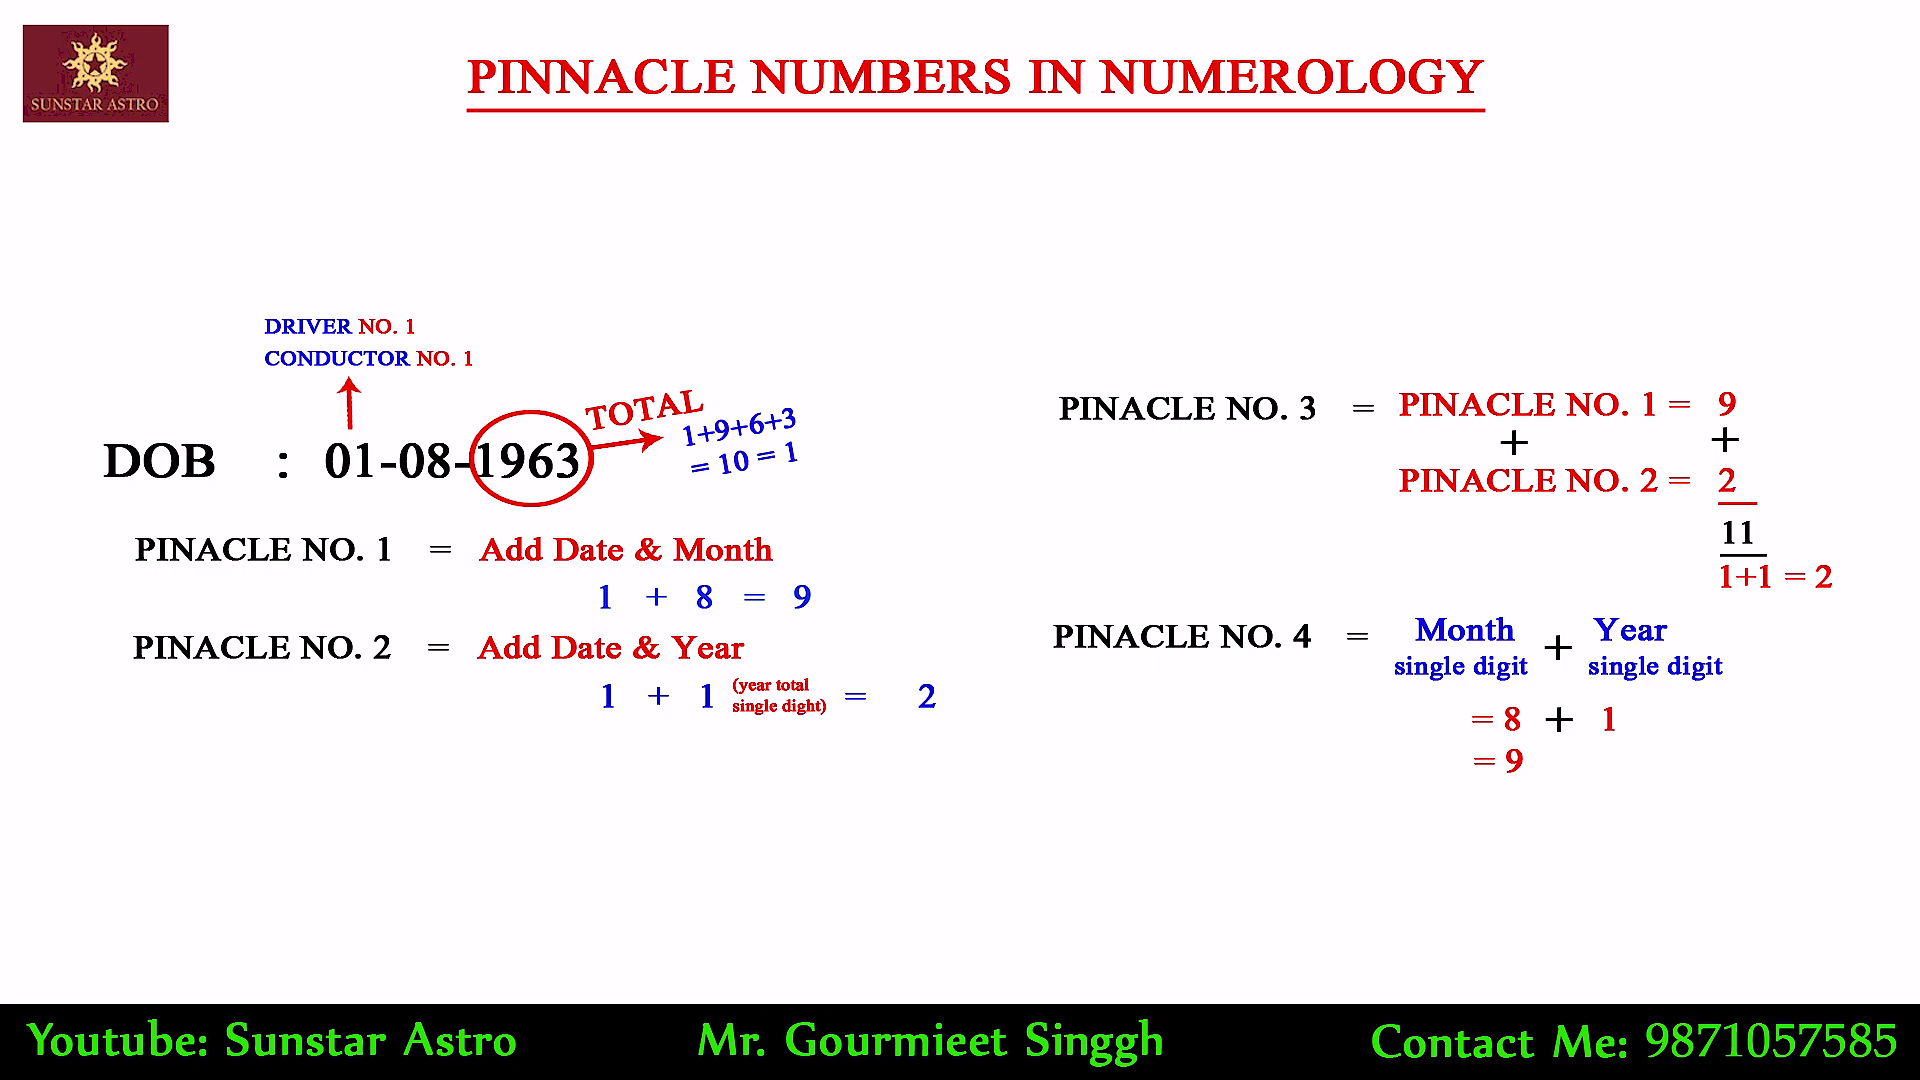 SUNSTAR ASTRO
PINNACLE NUMBERS IN NUMEROLOGY
DRIVER NO. 1
CONDUCTOR NO. 1
DOB : 01-08-1963
TOTAL
1+9+6+3
= 10 = 1
PINACLE NO. 1 = Add Date & Month
1 + 8 = 9
PINACLE NO. 2 = Add Date & Year
1 + 1 (year total
single dight) = 2
PINACLE NO. 3 = PINACLE NO. 1 = 9
+ +
PINACLE NO. 2 = 2
11
1+1 = 2
PINACLE NO. 4 = Month + Year
single digit single digit
= 8 + 1
= 9
Youtube: Sunstar Astro Mr. Gourmieet Singgh Contact Me: 9871057585